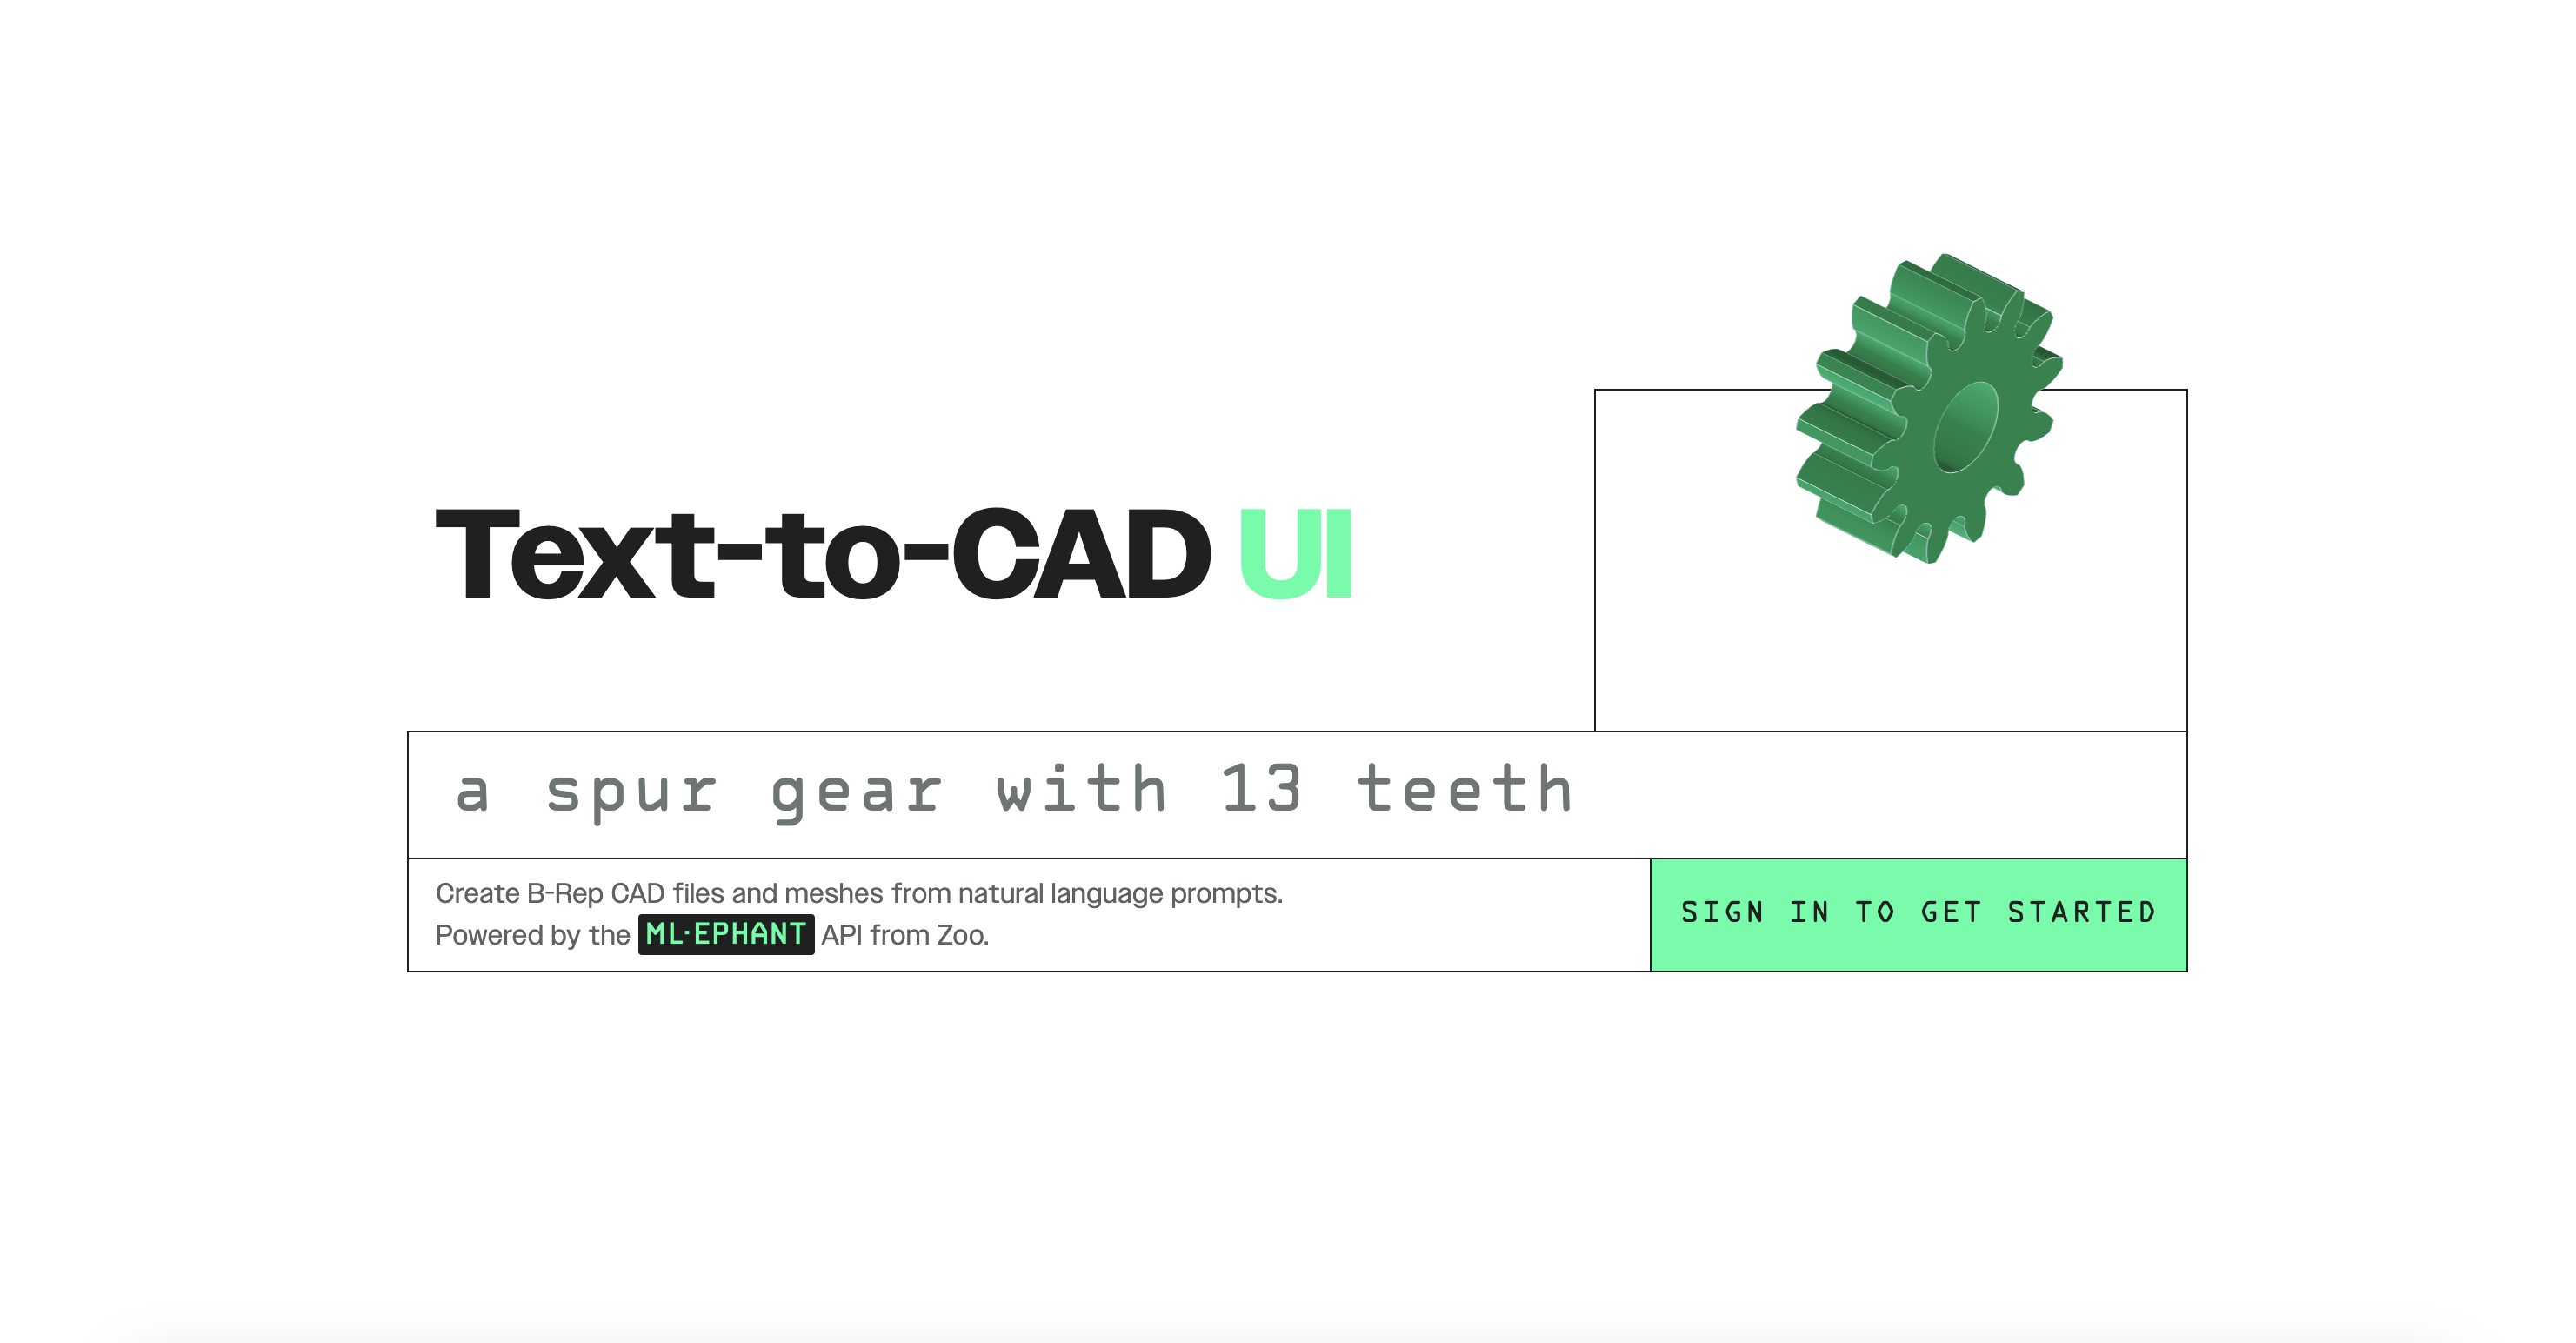 Text-to-CAD UI
a spur gear with 13 teeth
Create B-Rep CAD files and meshes from natural language prompts.
Powered by the ML·EPHANT API from Zoo.
SIGN IN TO GET STARTED